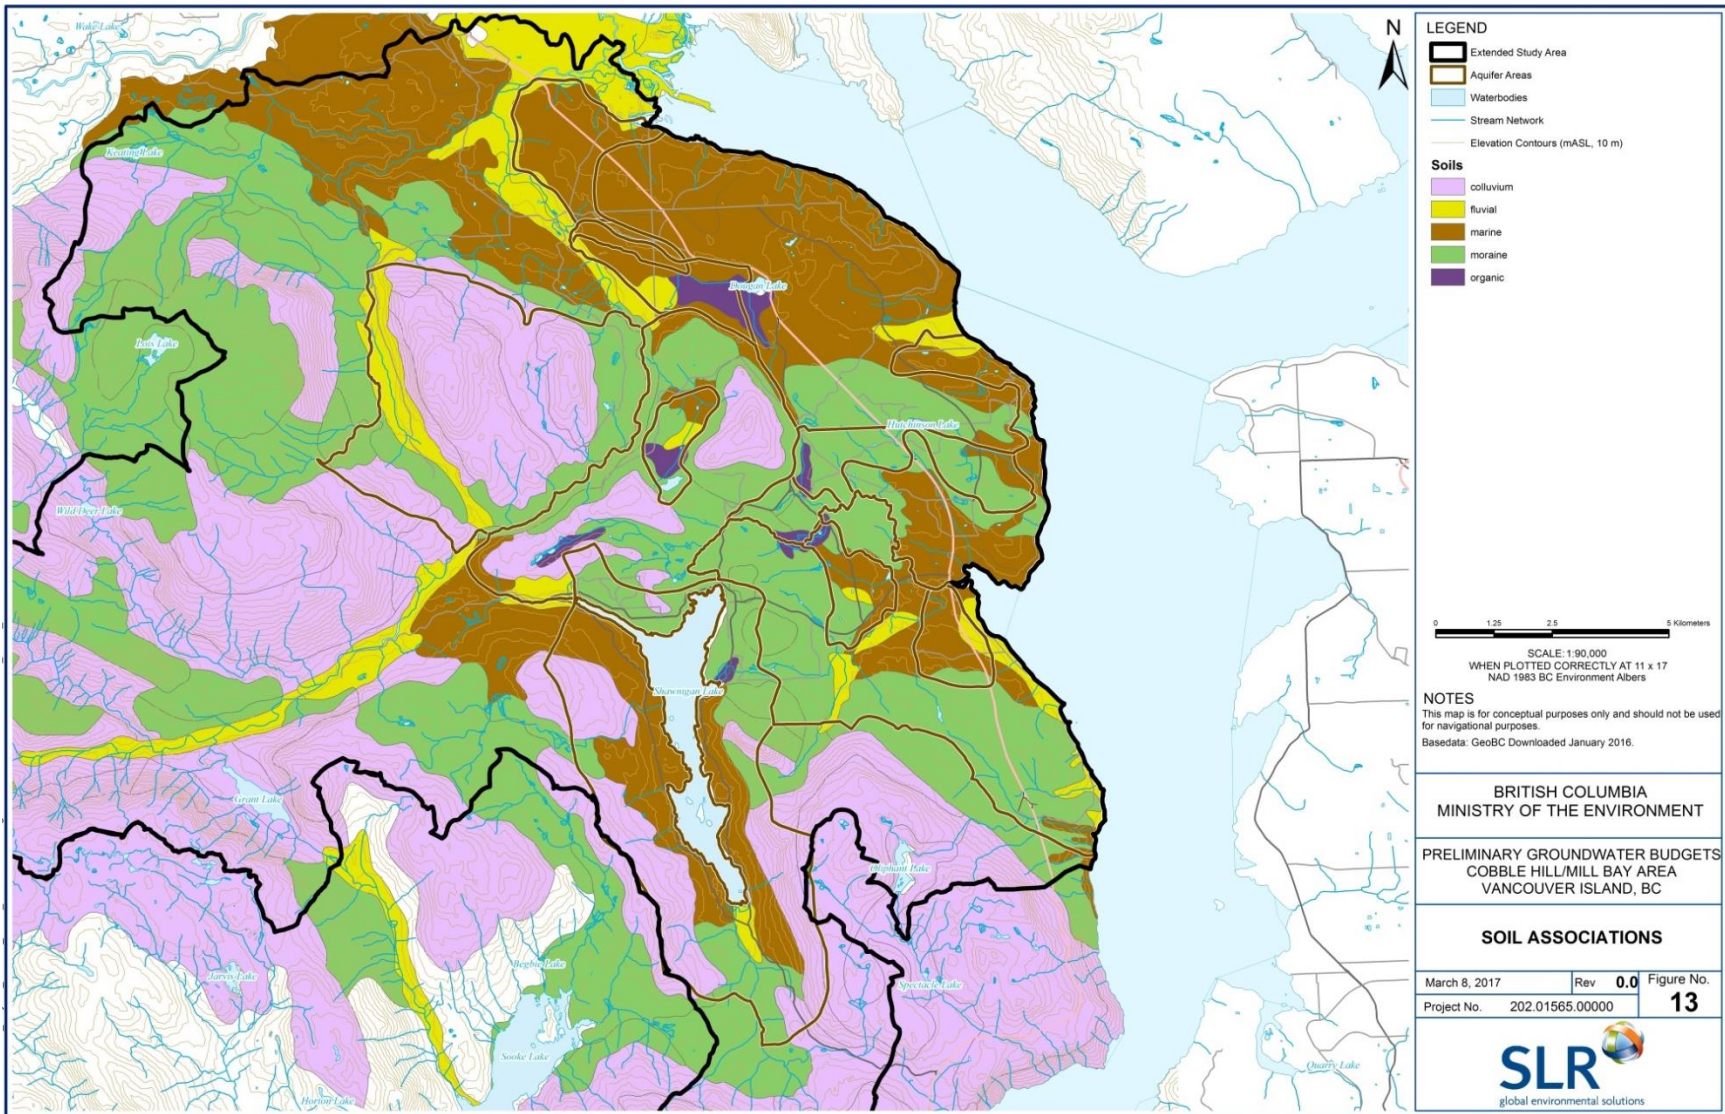 Wake Lake
Keating Lake
Lois Lake
Wild Deer Lake
Dougan Lake
Hutchinson Lake
Shawnigan Lake
Grant Lake
Oliphant Lake
Jarvis Lake
Begbie Lake
Spectacle Lake
Sooke Lake
Horton Lake
Quarry Lake
N
LEGEND
Extended Study Area
Aquifer Areas
Waterbodies
Stream Network
Elevation Contours (mASL, 10 m)
Soils
colluvium
fluvial
marine
moraine
organic
0 1.25 2.5 5 Kilometers
SCALE: 1:90,000
WHEN PLOTTED CORRECTLY AT 11 x 17
NAD 1983 BC Environment Albers
NOTES
This map is for conceptual purposes only and should not be used
for navigational purposes.
Basedata: GeoBC Downloaded January 2016.
BRITISH COLUMBIA
MINISTRY OF THE ENVIRONMENT
PRELIMINARY GROUNDWATER BUDGETS
COBBLE HILL/MILL BAY AREA
VANCOUVER ISLAND, BC
SOIL ASSOCIATIONS
March 8, 2017
Rev 0.0
Figure No.
13
Project No. 202.01565.00000
SLR
global environmental solutions